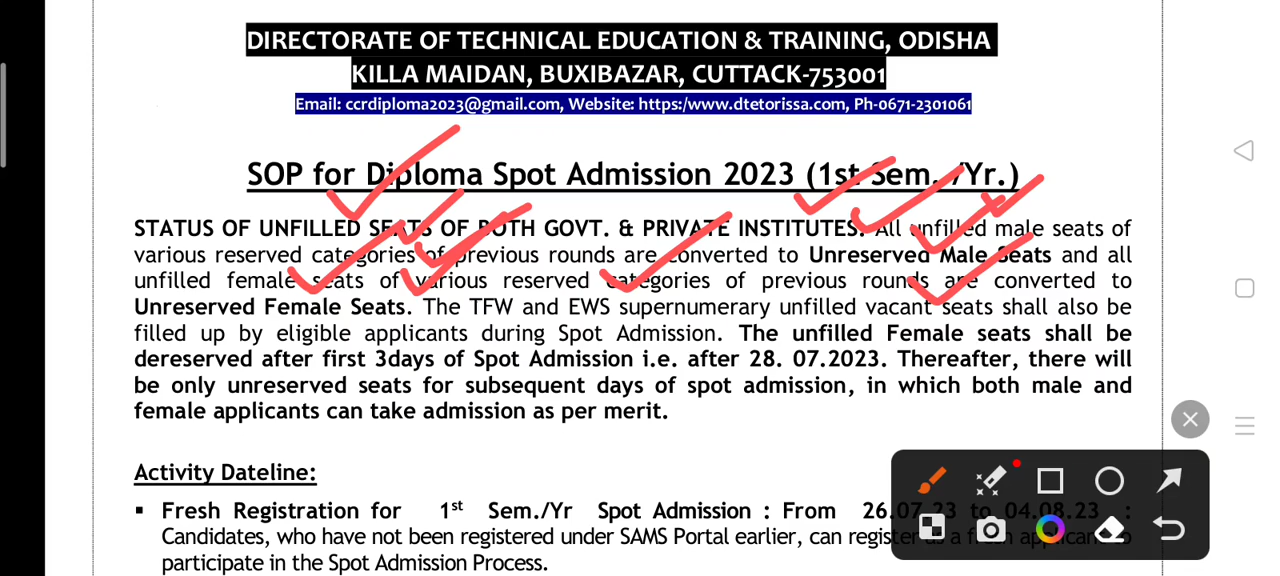 DIRECTORATE OF TECHNICAL EDUCATION & TRAINING, ODISHA
KILLA MAIDAN, BUXIBAZAR, CUTTACK-753001
Email: ccrdiploma2023@gmail.com, Website: https:/www.dtetorissa.com, Ph-0671-2301061
SOP for Diploma Spot Admission 2023 (1st Sem./Yr.)
STATUS OF UNFILLED SEATS OF BOTH GOVT. & PRIVATE INSTITUTES: All unfilled male seats of
various reserved categories of previous rounds are converted to Unreserved Male Seats and all
unfilled female seats of various reserved categories of previous rounds are converted to
Unreserved Female Seats. The TFW and EWS supernumerary unfilled vacant seats shall also be
filled up by eligible applicants during Spot Admission. The unfilled Female seats shall be
dereserved after first 3days of Spot Admission i.e. after 28. 07.2023. Thereafter, there will
be only unreserved seats for subsequent days of spot admission, in which both male and
female applicants can take admission as per merit.
Activity Dateline:
▪ Fresh Registration for 1st Sem./Yr Spot Admission : From 26.07.23 to 04.08.23 :
Candidates, who have not been registered under SAMS Portal earlier, can register as a fresh applicant to
participate in the Spot Admission Process.